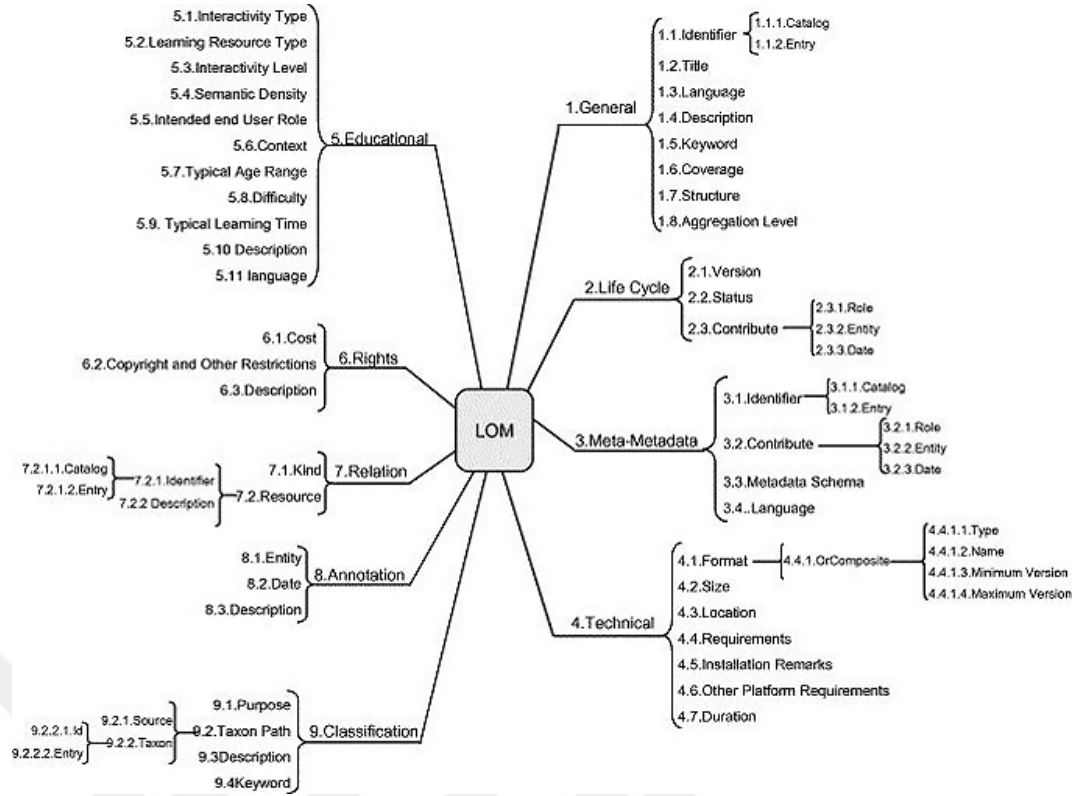 LOM
1.General
1.1.Identifier
1.1.1.Catalog
1.1.2.Entry
1.2.Title
1.3.Language
1.4.Description
1.5.Keyword
1.6.Coverage
1.7.Structure
1.8.Aggregation Level
2.Life Cycle
2.1.Version
2.2.Status
2.3.Contribute
2.3.1.Role
2.3.2.Entity
2.3.3.Date
3.Meta-Metadata
3.1.Identifier
3.1.1.Catalog
3.1.2.Entry
3.2.Contribute
3.2.1.Role
3.2.2.Entity
3.2.3.Date
3.3.Metadata Schema
3.4..Language
4.Technical
4.1.Format
4.4.1.OrComposite
4.4.1.1.Type
4.4.1.2.Name
4.4.1.3.Minimum Version
4.4.1.4.Maximum Version
4.2.Size
4.3.Location
4.4.Requirements
4.5.Installation Remarks
4.6.Other Platform Requirements
4.7.Duration
5.Educational
5.1.Interactivity Type
5.2.Learning Resource Type
5.3.Interactivity Level
5.4.Semantic Density
5.5.Intended end User Role
5.6.Context
5.7.Typical Age Range
5.8.Difficulty
5.9. Typical Learning Time
5.10 Description
5.11 language
6.Rights
6.1.Cost
6.2.Copyright and Other Restrictions
6.3.Description
7.Relation
7.1.Kind
7.2.Resource
7.2.1.Identifier
7.2.1.1.Catalog
7.2.1.2.Entry
7.2.2 Description
8.Annotation
8.1.Entity
8.2.Date
8.3.Description
9.Classification
9.1.Purpose
9.2.Taxon Path
9.2.1.Source
9.2.2.Taxon
9.2.2.1.Id
9.2.2.2.Entry
9.3Description
9.4Keyword